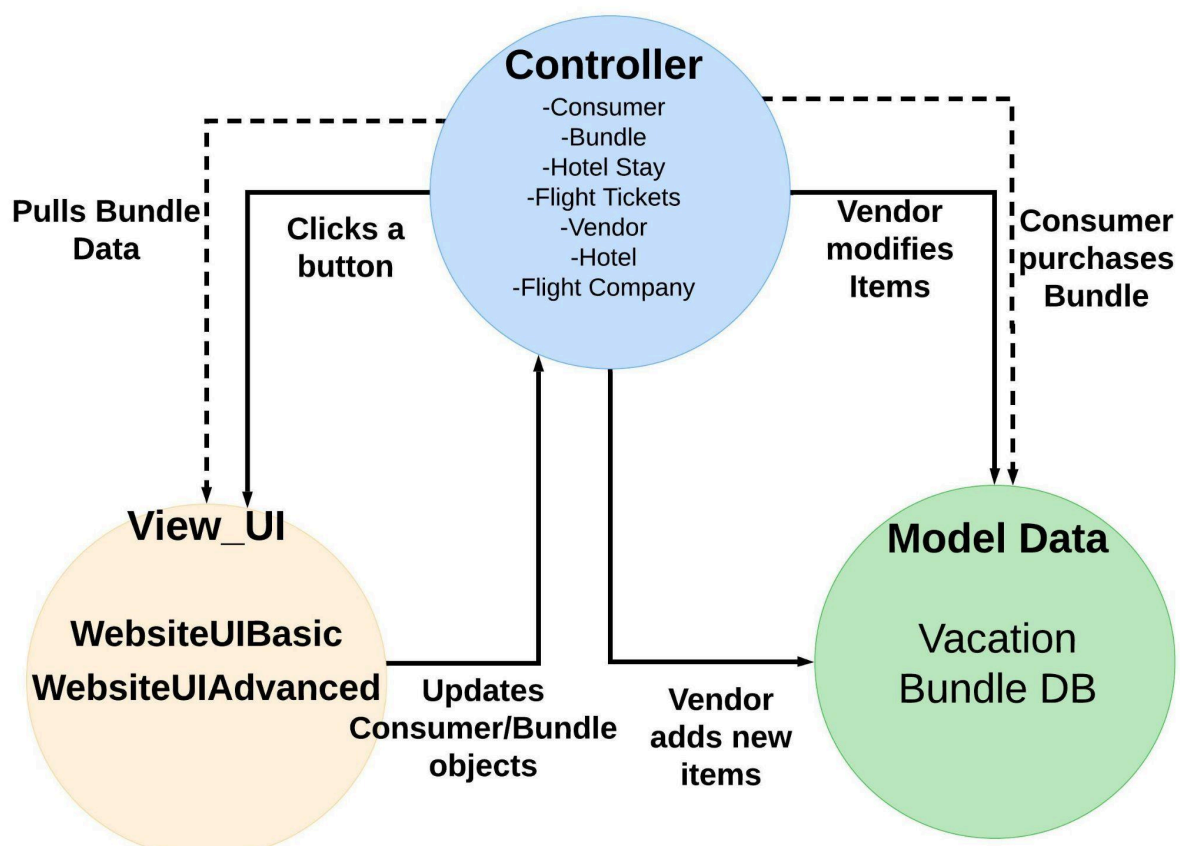 Controller
-Consumer
-Bundle
-Hotel Stay
-Flight Tickets
-Vendor
-Hotel
-Flight Company
Pulls Bundle
Data
Clicks a
button
Vendor
modifies
Items
Consumer
purchases
Bundle
View_UI
WebsiteUIBasic
WebsiteUIAdvanced
Updates
Consumer/Bundle
objects
Vendor
adds new
items
Model Data
Vacation
Bundle DB